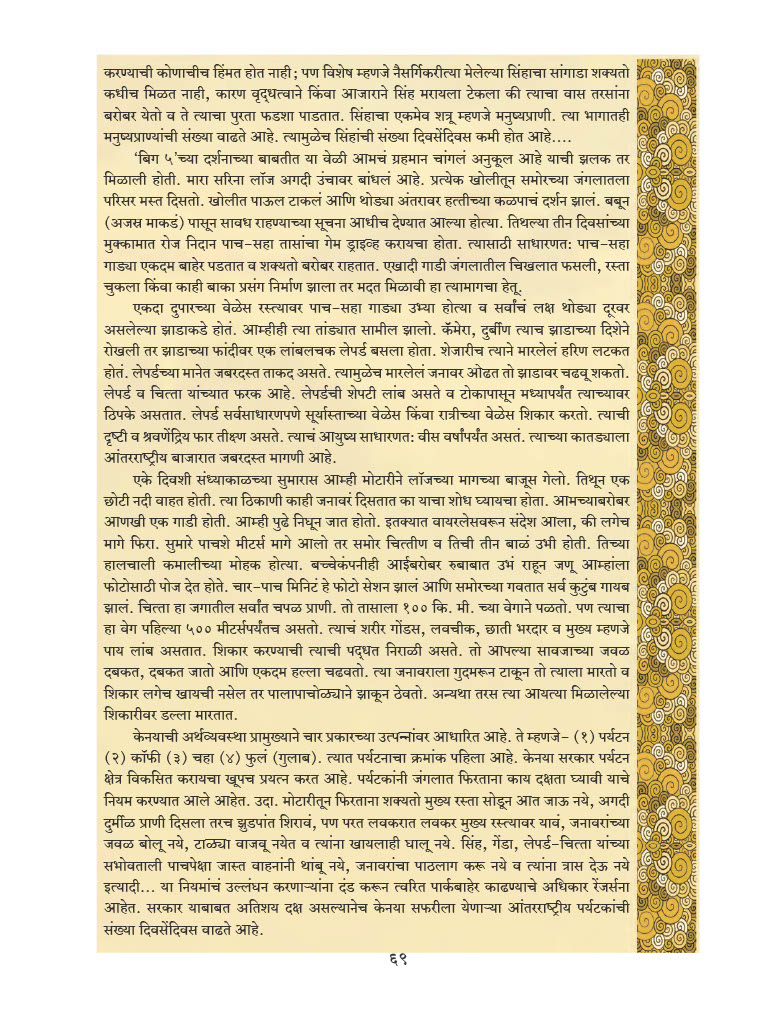 करण्याची कोणाचीच हिंमत होत नाही; पण विशेष म्हणजे नैसर्गिकरीत्या मेलेल्या सिंहाचा सांगाडा शक्यतो
कधीच मिळत नाही, कारण वृद्धत्वाने किंवा आजाराने सिंह मरायला टेकला की त्याचा वास तरसांना
बरोबर येतो व ते त्याचा पुरता फडशा पाडतात. सिंहाचा एकमेव शत्रू म्हणजे मनुष्यप्राणी. त्या भागातही
मनुष्यप्राण्यांची संख्या वाढते आहे. त्यामुळेच सिंहांची संख्या दिवसेंदिवस कमी होत आहे....
‘बिग ५’च्या दर्शनाच्या बाबतीत या वेळी आमचं ग्रहमान चांगलं अनुकूल आहे याची झलक तर
मिळाली होती. मारा सरिना लॉज अगदी उंचावर बांधलं आहे. प्रत्येक खोलीतून समोरच्या जंगलातला
परिसर मस्त दिसतो. खोलीत पाऊल टाकलं आणि थोड्या अंतरावर हत्तीच्या कळपाचं दर्शन झालं. बबून
(अजस्र माकडं) पासून सावध राहण्याच्या सूचना आधीच देण्यात आल्या होत्या. तिथल्या तीन दिवसांच्या
मुक्कामात रोज निदान पाच-सहा तासांचा गेम ड्राइव्ह करायचा होता. त्यासाठी साधारणत: पाच-सहा
गाड्या एकदम बाहेर पडतात व शक्यतो बरोबर राहतात. एखादी गाडी जंगलातील चिखलात फसली, रस्ता
चुकला किंवा काही बाका प्रसंग निर्माण झाला तर मदत मिळावी हा त्यामागचा हेतू.
एकदा दुपारच्या वेळेस रस्त्यावर पाच-सहा गाड्या उभ्या होत्या व सर्वांचं लक्ष थोड्या दूरवर
असलेल्या झाडाकडे होतं. आम्हीही त्या तांड्यात सामील झालो. कॅमेरा, दुर्बीण त्याच झाडाच्या दिशेने
रोखली तर झाडाच्या फांदीवर एक लांबलचक लेपर्ड बसला होता. शेजारीच त्याने मारलेलं हरिण लटकत
होतं. लेपर्डच्या मानेत जबरदस्त ताकद असते. त्यामुळेच मारलेलं जनावर ओढत तो झाडावर चढवू शकतो.
लेपर्ड व चित्ता यांच्यात फरक आहे. लेपर्डची शेपटी लांब असते व टोकापासून मध्यापर्यंत त्याच्यावर
ठिपके असतात. लेपर्ड सर्वसाधारणपणे सूर्यास्ताच्या वेळेस किंवा रात्रीच्या वेळेस शिकार करतो. त्याची
दृष्टी व श्रवणेंद्रिय फार तीक्ष्ण असते. त्याचं आयुष्य साधारणत: वीस वर्षांपर्यंत असतं. त्याच्या कातड्याला
आंतरराष्ट्रीय बाजारात जबरदस्त मागणी आहे.
एके दिवशी संध्याकाळच्या सुमारास आम्ही मोटारीने लॉजच्या मागच्या बाजूस गेलो. तिथून एक
छोटी नदी वाहत होती. त्या ठिकाणी काही जनावरं दिसतात का याचा शोध घ्यायचा होता. आमच्याबरोबर
आणखी एक गाडी होती. आम्ही पुढे निघून जात होतो. इतक्यात वायरलेसवरून संदेश आला, की लगेच
मागे फिरा. सुमारे पाचशे मीटर्स मागे आलो तर समोर चित्तीण व तिची तीन बाळं उभी होती. तिच्या
हालचाली कमालीच्या मोहक होत्या. बच्चेकंपनीही आईबरोबर रुबाबात उभं राहून जणू आम्हांला
फोटोसाठी पोज देत होते. चार-पाच मिनिटं हे फोटो सेशन झालं आणि समोरच्या गवतात सर्व कुटुंब गायब
झालं. चित्ता हा जगातील सर्वांत चपळ प्राणी. तो तासाला १०० कि. मी. च्या वेगाने पळतो. पण त्याचा
हा वेग पहिल्या ५०० मीटर्सपर्यंतच असतो. त्याचं शरीर गोंडस, लवचीक, छाती भरदार व मुख्य म्हणजे
पाय लांब असतात. शिकार करण्याची त्याची पद्धत निराळी असते. तो आपल्या सावजाच्या जवळ
दबकत, दबकत जातो आणि एकदम हल्ला चढवतो. त्या जनावराला गुदमरून टाकून तो त्याला मारतो व
शिकार लगेच खायची नसेल तर पालापाचोळ्याने झाकून ठेवतो. अन्यथा तरस त्या आयत्या मिळालेल्या
शिकारीवर डल्ला मारतात.
केनयाची अर्थव्यवस्था प्रामुख्याने चार प्रकारच्या उत्पन्नांवर आधारित आहे. ते म्हणजे- (१) पर्यटन
(२) कॉफी (३) चहा (४) फुलं (गुलाब). त्यात पर्यटनाचा क्रमांक पहिला आहे. केनया सरकार पर्यटन
क्षेत्र विकसित करायचा खूपच प्रयत्न करत आहे. पर्यटकांनी जंगलात फिरताना काय दक्षता घ्यावी याचे
नियम करण्यात आले आहेत. उदा. मोटारीतून फिरताना शक्यतो मुख्य रस्ता सोडून आत जाऊ नये, अगदी
दुर्मीळ प्राणी दिसला तरच झुडपांत शिरावं, पण परत लवकरात लवकर मुख्य रस्त्यावर यावं, जनावरांच्या
जवळ बोलू नये, टाळ्या वाजवू नयेत व त्यांना खायलाही घालू नये. सिंह, गेंडा, लेपर्ड-चित्ता यांच्या
सभोवताली पाचपेक्षा जास्त वाहनांनी थांबू नये, जनावरांचा पाठलाग करू नये व त्यांना त्रास देऊ नये
इत्यादी... या नियमांचं उल्लंघन करणाऱ्यांना दंड करून त्वरित पार्कबाहेर काढण्याचे अधिकार रेंजर्सना
आहेत. सरकार याबाबत अतिशय दक्ष असल्यानेच केनया सफरीला येणाऱ्या आंतरराष्ट्रीय पर्यटकांची
संख्या दिवसेंदिवस वाढते आहे.
६९